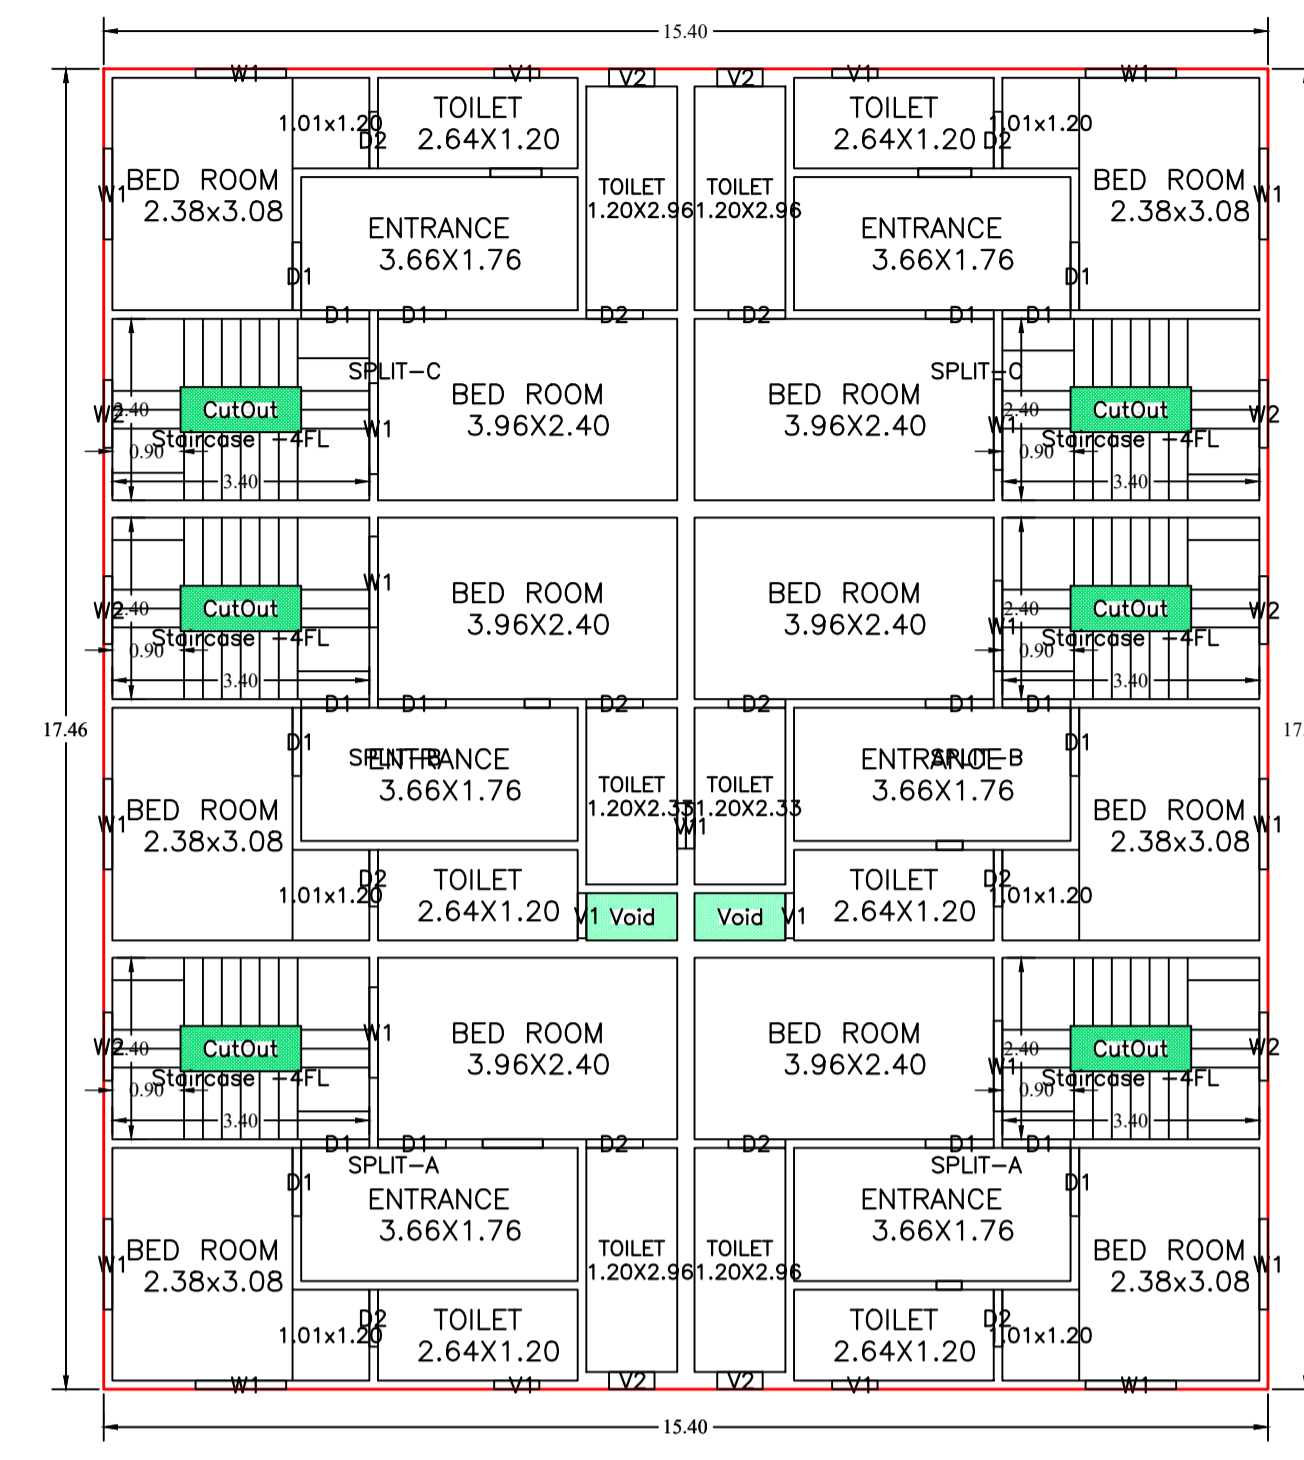 15.40
W1 V1 V2 V2 V1 W1
1.01x1.20 D2 TOILET TOILET D2 1.01x1.20
2.64X1.20 2.64X1.20
W1 BED ROOM TOILET TOILET BED ROOM W1
2.38x3.08 1.20X2.96 1.20X2.96 2.38x3.08
ENTRANCE ENTRANCE
3.66X1.76 3.66X1.76
D1 D1
D1 D1 D2 D2 D1 D1
SPLIT-C SPLIT-C
BED ROOM BED ROOM
W2 2.40 CutOut 2.40 CutOut W2
W1 3.96X2.40 3.96X2.40 W1
Staircase -4FL Staircase -4FL
0.90 0.90
3.40 3.40
W1
BED ROOM BED ROOM
W2 2.40 CutOut 2.40 CutOut W2
3.96X2.40 3.96X2.40 W1
Staircase -4FL Staircase -4FL
0.90 0.90
3.40 3.40
D1 D1 D2 D2 D1 D1
17.46 17.
D1 D1
SPLIT-B ENTRANCE ENTRANCE SPLIT-B
3.66X1.76 3.66X1.76
TOILET TOILET
1.20X2.33 1.20X2.33
W1 BED ROOM W1 BED ROOM W1
2.38x3.08 2.38x3.08
1.01x1.20 D2 TOILET TOILET D2 1.01x1.20
2.64X1.20 2.64X1.20
V1 Void Void V1
BED ROOM BED ROOM
W2 2.40 CutOut W1 2.40 CutOut W2
3.96X2.40 3.96X2.40 W1
Staircase -4FL Staircase -4FL
0.90 0.90
3.40 3.40
D1 D1 D2 D2 D1 D1
SPLIT-A SPLIT-A
D1 D1
ENTRANCE ENTRANCE
3.66X1.76 3.66X1.76
W1 BED ROOM TOILET TOILET BED ROOM W1
2.38x3.08 1.20X2.96 1.20X2.96 2.38x3.08
1.01x1.20 D2 TOILET TOILET D2 1.01x1.20
2.64X1.20 2.64X1.20
W1 V1 V2 V2 V1 W1
15.40